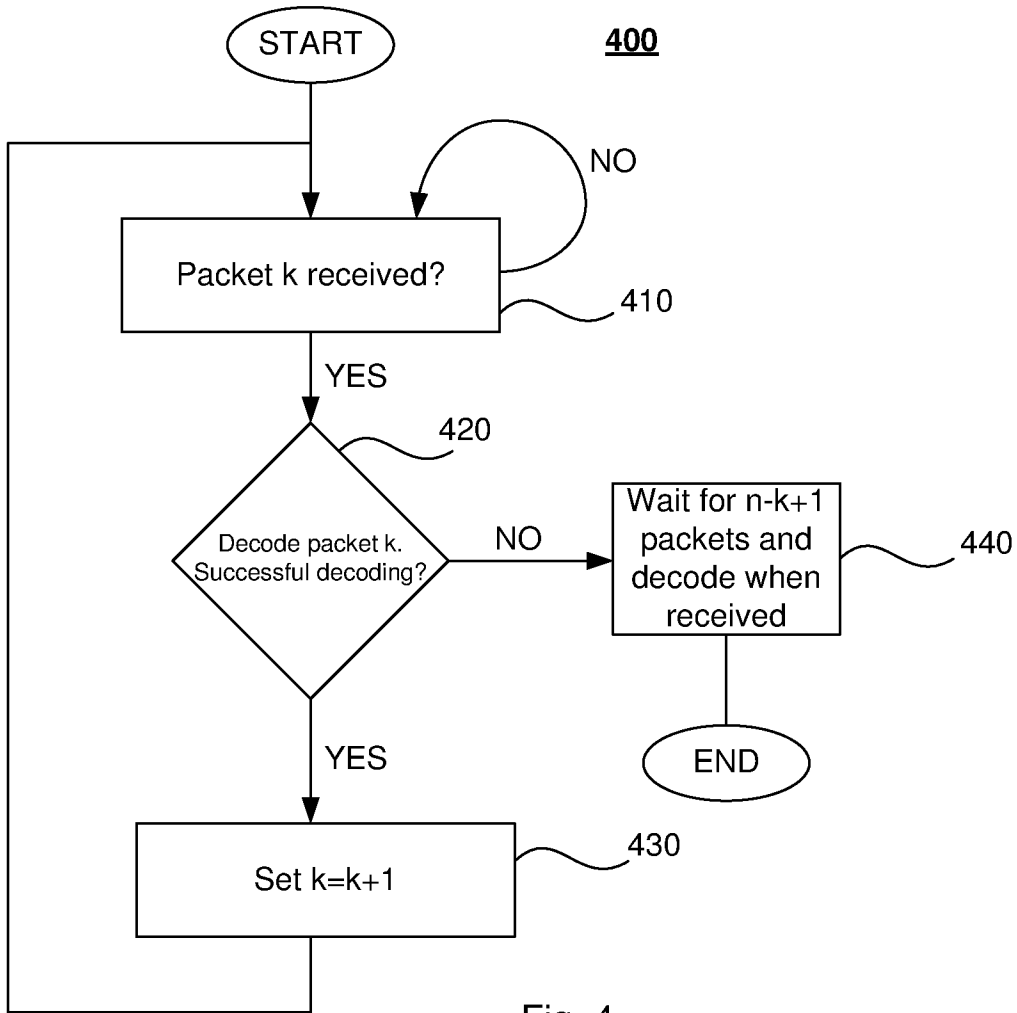 START
400
NO
Packet k received?
410
YES
420
Decode packet k.
Successful decoding?
NO
Wait for n-k+1
packets and
decode when
received
440
YES
END
Set k=k+1
430
Fig. 4